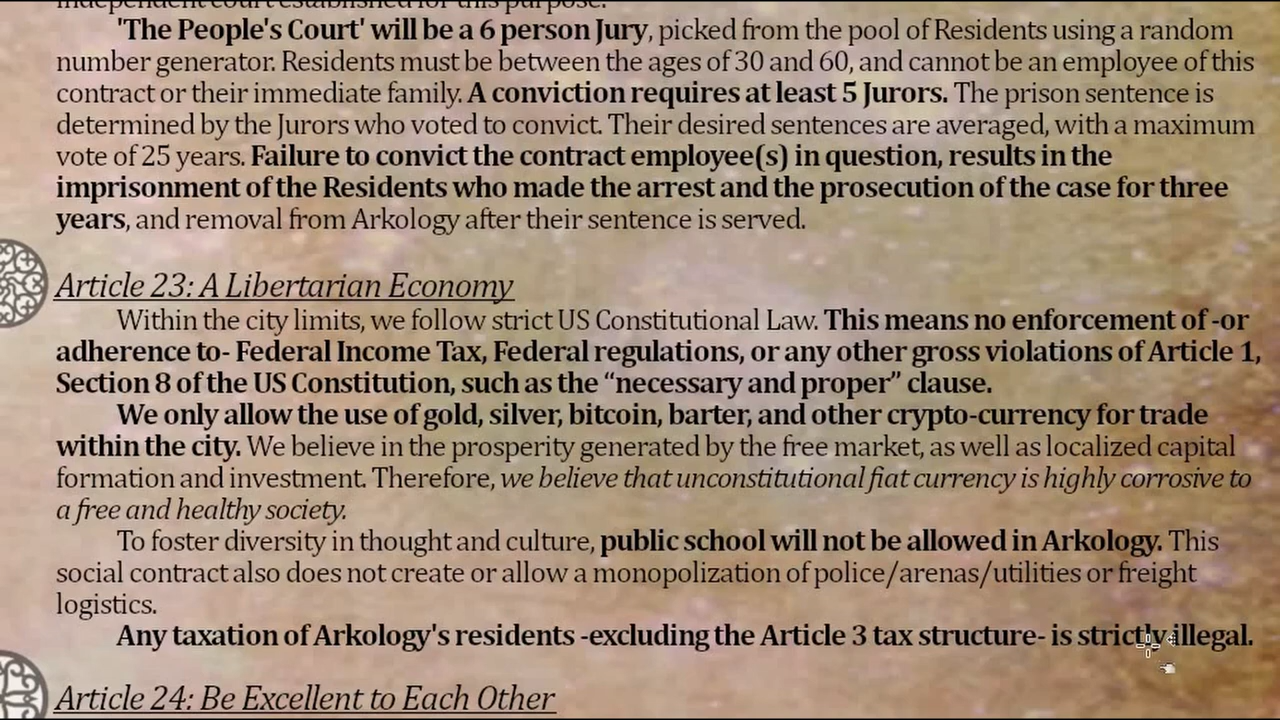 independent court established for this purpose.
'The People's Court' will be a 6 person Jury, picked from the pool of Residents using a random
number generator. Residents must be between the ages of 30 and 60, and cannot be an employee of this
contract or their immediate family. A conviction requires at least 5 Jurors. The prison sentence is
determined by the Jurors who voted to convict. Their desired sentences are averaged, with a maximum
vote of 25 years. Failure to convict the contract employee(s) in question, results in the
imprisonment of the Residents who made the arrest and the prosecution of the case for three
years, and removal from Arkology after their sentence is served.
Article 23: A Libertarian Economy
Within the city limits, we follow strict US Constitutional Law. This means no enforcement of -or
adherence to- Federal Income Tax, Federal regulations, or any other gross violations of Article 1,
Section 8 of the US Constitution, such as the “necessary and proper” clause.
We only allow the use of gold, silver, bitcoin, barter, and other crypto-currency for trade
within the city. We believe in the prosperity generated by the free market, as well as localized capital
formation and investment. Therefore, we believe that unconstitutional fiat currency is highly corrosive to
a free and healthy society.
To foster diversity in thought and culture, public school will not be allowed in Arkology. This
social contract also does not create or allow a monopolization of police/arenas/utilities or freight
logistics.
Any taxation of Arkology's residents -excluding the Article 3 tax structure- is strictly illegal.
Article 24: Be Excellent to Each Other